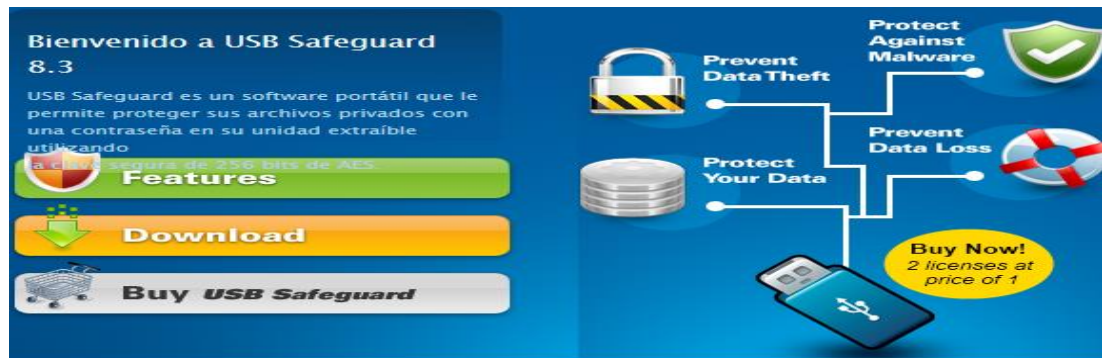 Bienvenido a USB Safeguard
8.3
USB Safeguard es un software portátil que le
permite proteger sus archivos privados con
una contraseña en su unidad extraíble
utilizando
la clave segura de 256 bits de AES
Features
Download
Buy USB Safeguard
Prevent
Data Theft
Protect
Against
Malware
Protect
Your Data
Prevent
Data Loss
Buy Now!
2 licenses at
price of 1